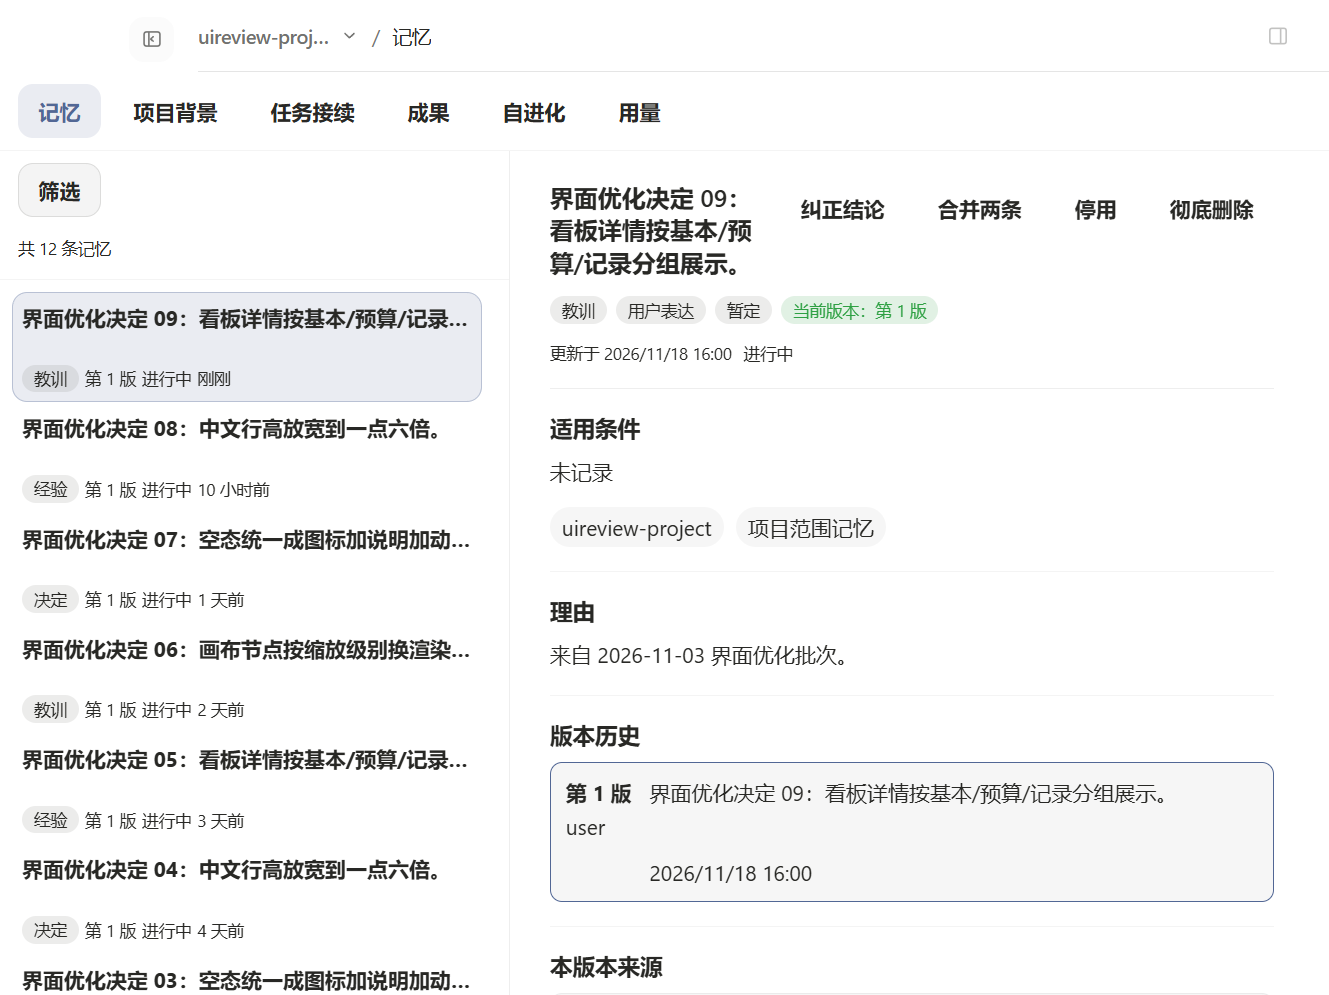 uireview-proj... / 记忆
记忆 项目背景 任务接续 成果 自进化 用量
筛选
共 12 条记忆
界面优化决定 09：看板详情按基本/预算/记录...
教训 第 1 版 进行中 刚刚
界面优化决定 08：中文行高放宽到一点六倍。
经验 第 1 版 进行中 10 小时前
界面优化决定 07：空态统一成图标加说明加动...
决定 第 1 版 进行中 1 天前
界面优化决定 06：画布节点按缩放级别换渲染...
教训 第 1 版 进行中 2 天前
界面优化决定 05：看板详情按基本/预算/记录...
经验 第 1 版 进行中 3 天前
界面优化决定 04：中文行高放宽到一点六倍。
决定 第 1 版 进行中 4 天前
界面优化决定 03：空态统一成图标加说明加动...
界面优化决定 09：
看板详情按基本/预
算/记录分组展示。
纠正结论 合并两条 停用 彻底删除
教训 用户表达 暂定 当前版本：第 1 版
更新于 2026/11/18 16:00 进行中
适用条件
未记录
uireview-project 项目范围记忆
理由
来自 2026-11-03 界面优化批次。
版本历史
第 1 版 界面优化决定 09：看板详情按基本/预算/记录分组展示。
user
2026/11/18 16:00
本版本来源